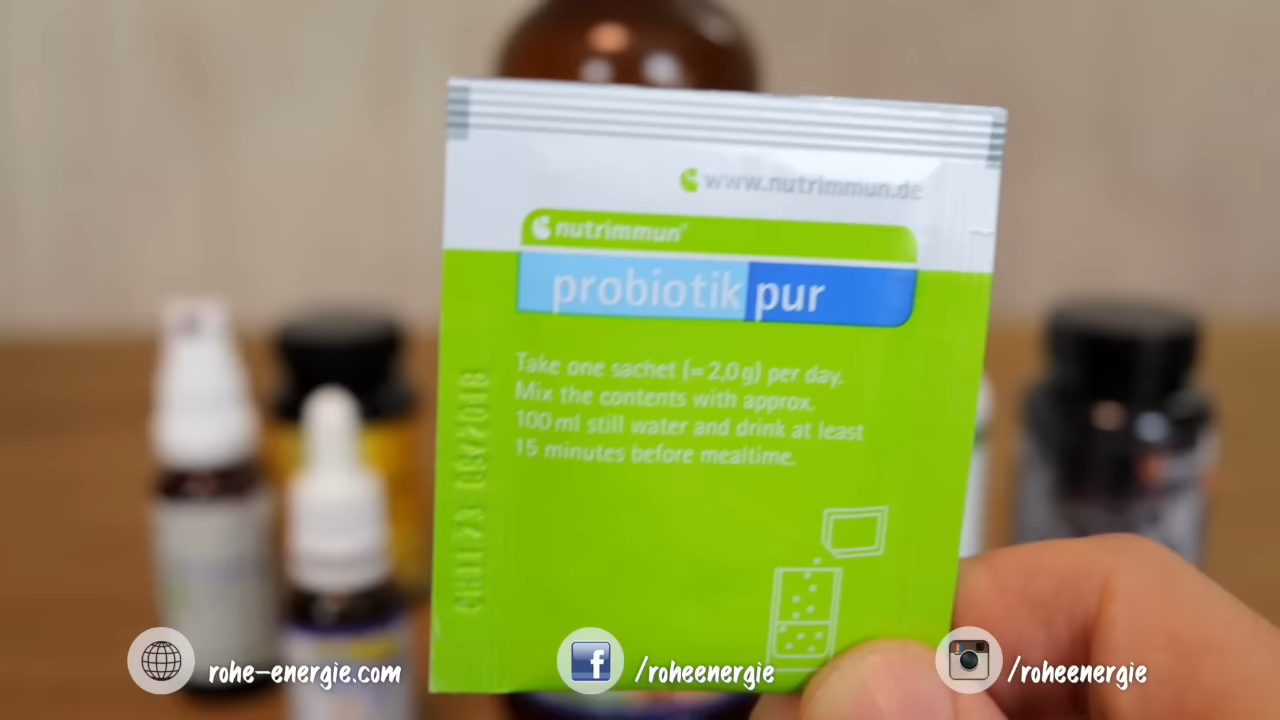 www.nutrimmun.de
nutrimmun®
probiotik pur
Take one sachet (=2,0g) per day.
Mix the contents with approx.
100 ml still water and drink at least
15 minutes before mealtime.
rohe-energie.com
/roheenergie
/roheenergie